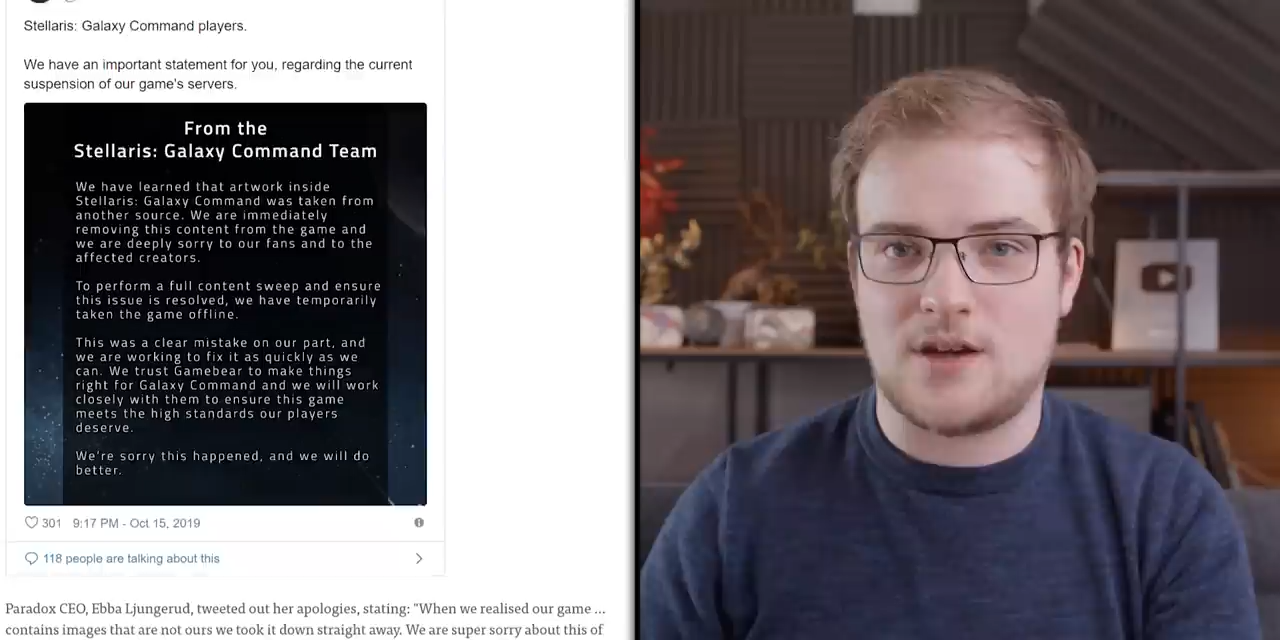 Stellaris: Galaxy Command players.
We have an important statement for you, regarding the current
suspension of our game's servers.
From the
Stellaris: Galaxy Command Team
We have learned that artwork inside
Stellaris: Galaxy Command was taken from
another source. We are immediately
removing this content from the game and
we are deeply sorry to our fans and to the
affected creators.
To perform a full content sweep and ensure
this issue is resolved, we have temporarily
taken the game offline.
This was a clear mistake on our part, and
we are working to fix it as quickly as we
can. We trust Gamebear to make things
right for Galaxy Command and we will work
closely with them to ensure this game
meets the high standards our players
deserve.
We're sorry this happened, and we will do
better.
301 9:17 PM - Oct 15, 2019
118 people are talking about this
Paradox CEO, Ebba Ljungerud, tweeted out her apologies, stating: "When we realised our game ...
contains images that are not ours we took it down straight away. We are super sorry about this of